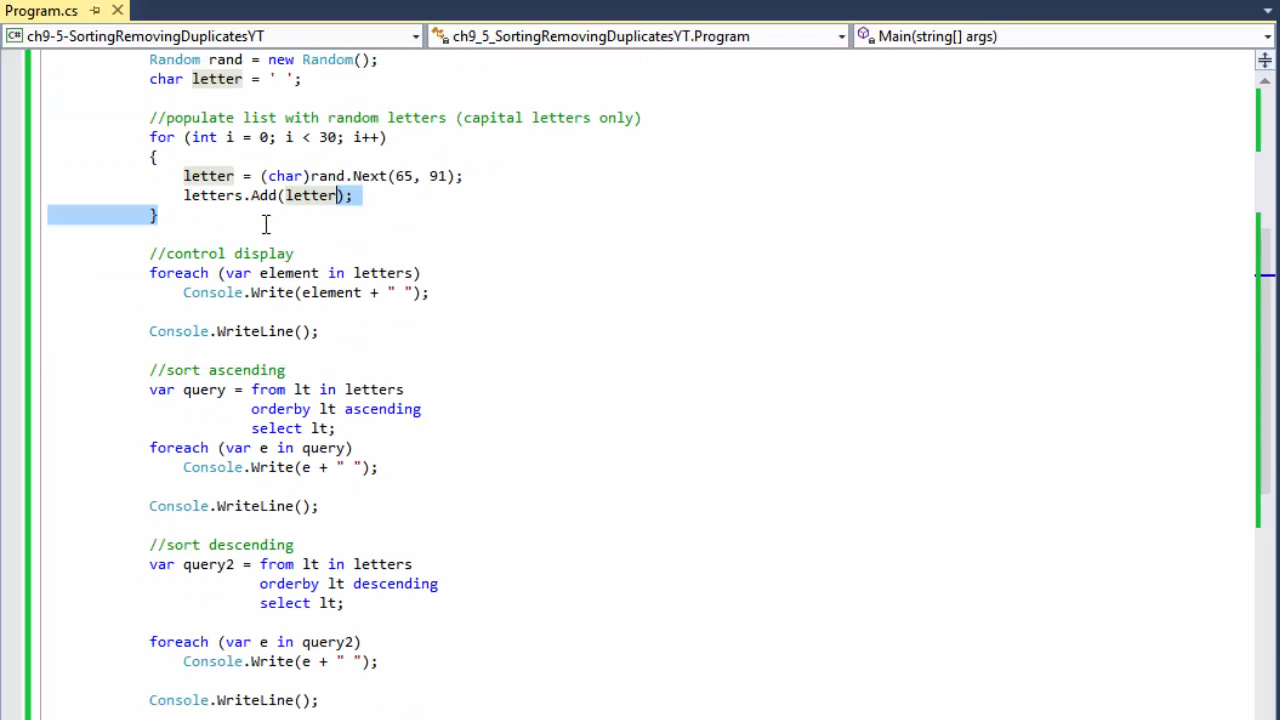 Program.cs
ch9-5-SortingRemovingDuplicatesYT ch9_5_SortingRemovingDuplicatesYT.Program Main(string[] args)
Random rand = new Random();
char letter = ' ';
//populate list with random letters (capital letters only)
for (int i = 0; i < 30; i++)
{
letter = (char)rand.Next(65, 91);
letters.Add(letter);
}
//control display
foreach (var element in letters)
Console.Write(element + " ");
Console.WriteLine();
//sort ascending
var query = from lt in letters
orderby lt ascending
select lt;
foreach (var e in query)
Console.Write(e + " ");
Console.WriteLine();
//sort descending
var query2 = from lt in letters
orderby lt descending
select lt;
foreach (var e in query2)
Console.Write(e + " ");
Console.WriteLine();